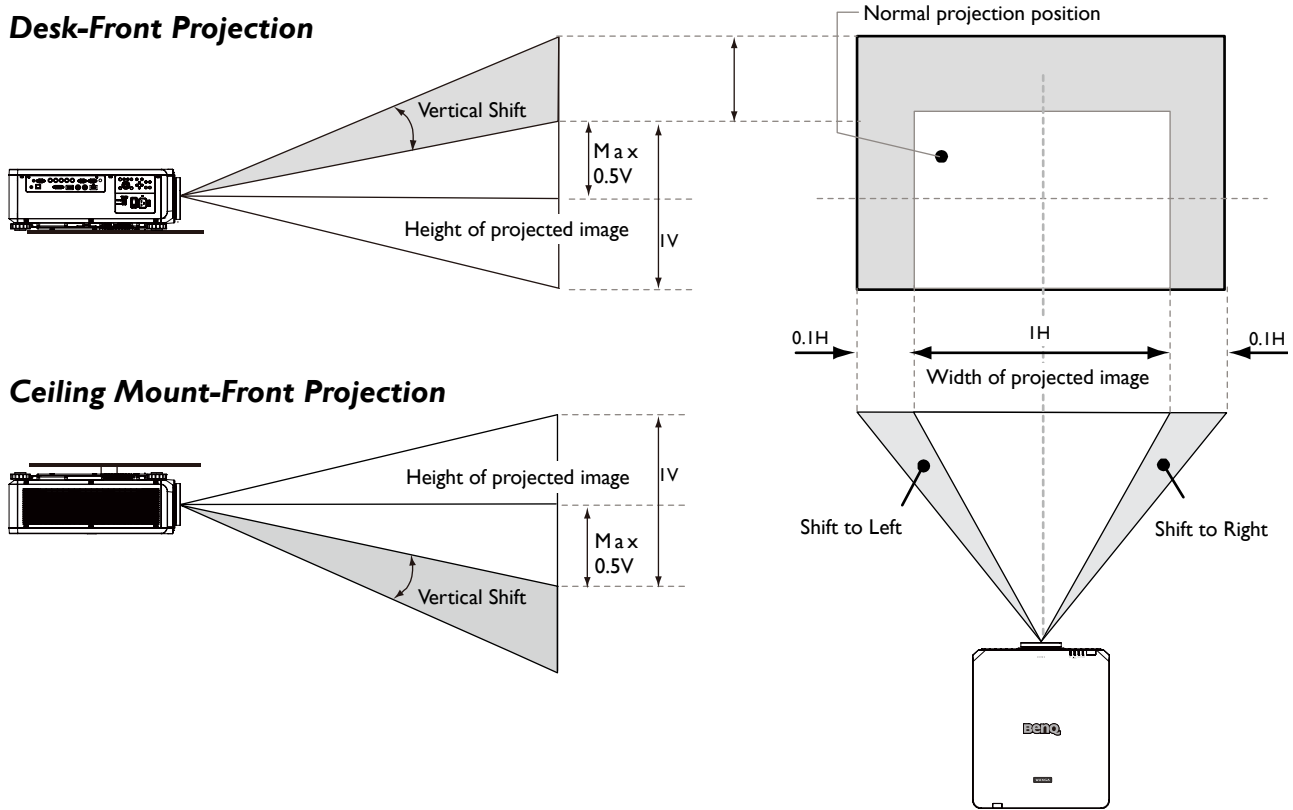 Desk-Front Projection
Vertical Shift
Max
0.5V
Height of projected image
1V
Normal projection position
0.1H
1H
0.1H
Width of projected image
Shift to Left
Shift to Right
BenQ
Ceiling Mount-Front Projection
Height of projected image
1V
Max
0.5V
Vertical Shift